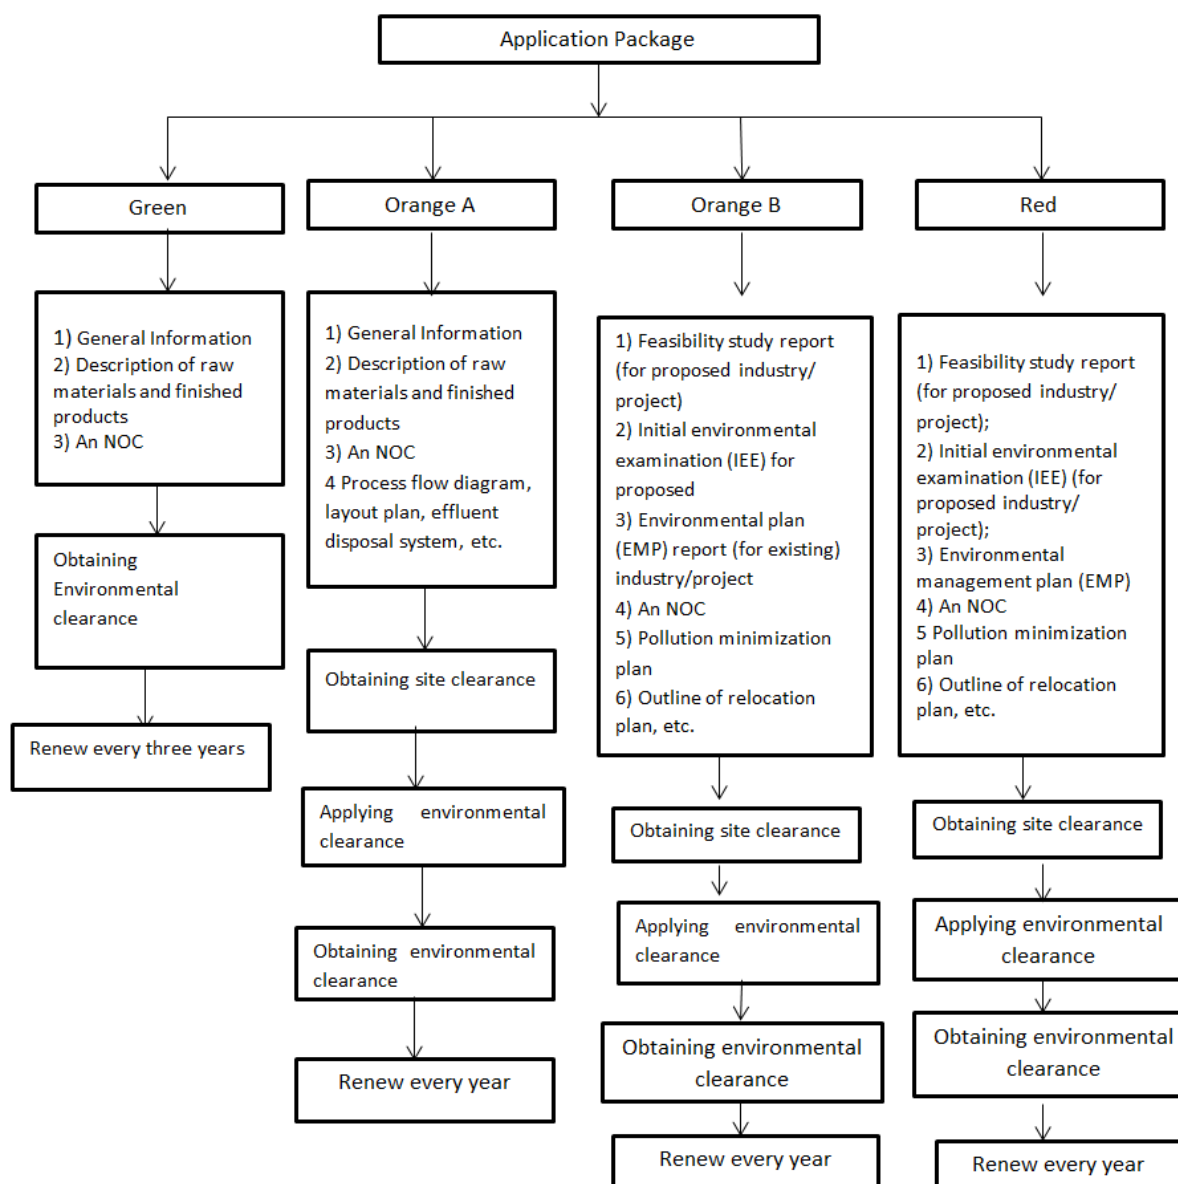 Application Package
Green
Orange A
Orange B
Red
1) General Information
2) Description of raw
materials and finished
products
3) An NOC
Obtaining
Environmental
clearance
Renew every three years
1) General Information
2) Description of raw
materials and finished
products
3) An NOC
4 Process flow diagram,
layout plan, effluent
disposal system, etc.
Obtaining site clearance
Applying environmental
clearance
Obtaining environmental
clearance
Renew every year
1) Feasibility study report
(for proposed industry/
project)
2) Initial environmental
examination (IEE) for
proposed
3) Environmental plan
(EMP) report (for existing)
industry/project
4) An NOC
5) Pollution minimization
plan
6) Outline of relocation
plan, etc.
Obtaining site clearance
Applying environmental
clearance
Obtaining environmental
clearance
Renew every year
1) Feasibility study report
(for proposed industry/
project);
2) Initial environmental
examination (IEE) (for
proposed industry/
project);
3) Environmental
management plan (EMP)
4) An NOC
5 Pollution minimization
plan
6) Outline of relocation
plan, etc.
Obtaining site clearance
Applying environmental
clearance
Obtaining environmental
clearance
Renew every year